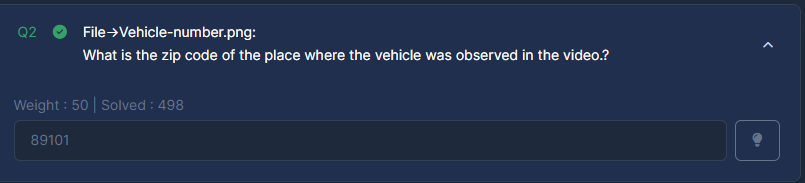 Q2 File→Vehicle-number.png:
What is the zip code of the place where the vehicle was observed in the video.?
Weight : 50 | Solved : 498
89101